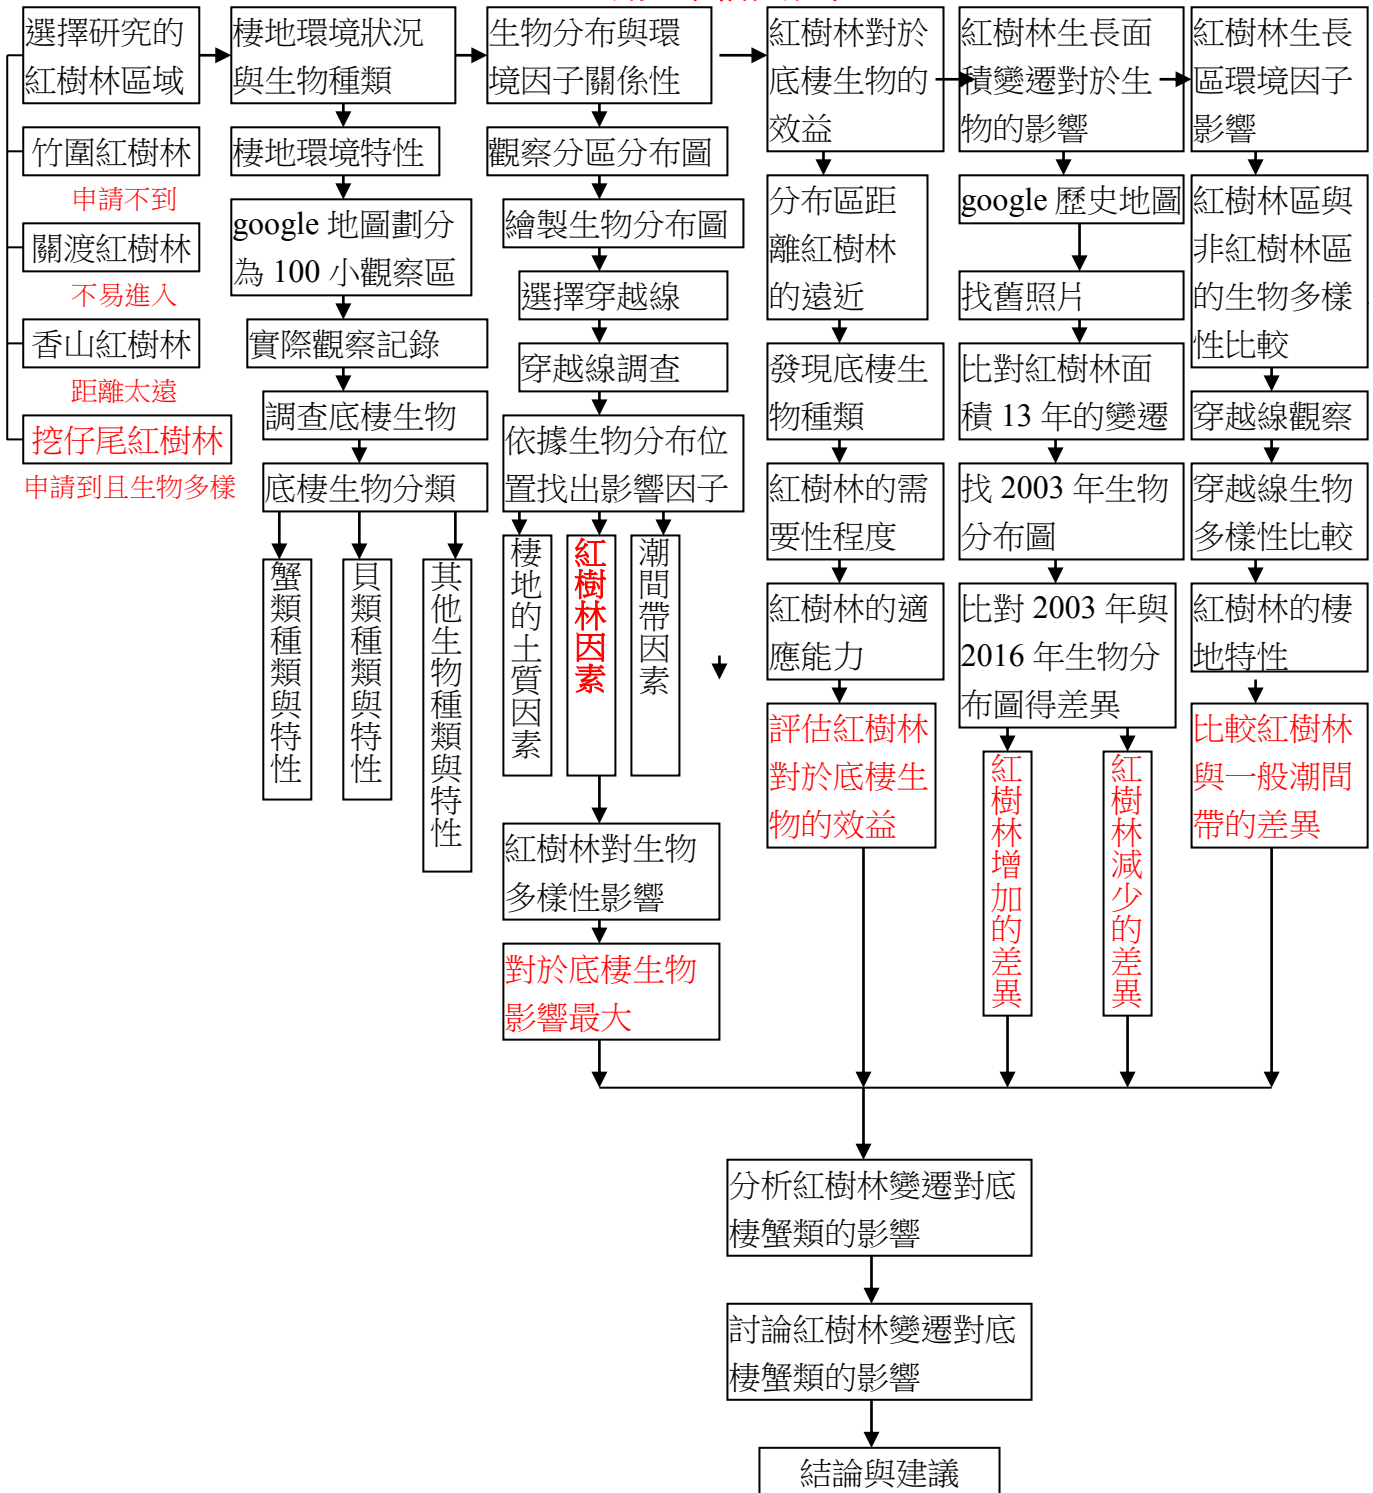 選擇研究的
紅樹林區域
竹圍紅樹林
申請不到
關渡紅樹林
不易進入
香山紅樹林
距離太遠
挖仔尾紅樹林
申請到且生物多樣
棲地環境狀況
與生物種類
棲地環境特性
google 地圖劃分
為 100 小觀察區
實際觀察記錄
調查底棲生物
底棲生物分類
蟹類種類與特性
貝類種類與特性
其他生物種類與特性
生物分布與環
境因子關係性
觀察分區分布圖
繪製生物分布圖
選擇穿越線
穿越線調查
依據生物分布位
置找出影響因子
棲地的土質因素
紅樹林因素
潮間帶因素
紅樹林對生物
多樣性影響
對於底棲生物
影響最大
紅樹林對於
底棲生物的
效益
分布區距
離紅樹林
的遠近
發現底棲生
物種類
紅樹林的需
要性程度
紅樹林的適
應能力
評估紅樹林
對於底棲生
物的效益
紅樹林生長面
積變遷對於生
物的影響
google 歷史地圖
找舊照片
比對紅樹林面
積 13 年的變遷
找 2003 年生物
分布圖
比對 2003 年與
2016 年生物分
布圖得差異
紅樹林增加的差異
紅樹林減少的差異
紅樹林生長
區環境因子
影響
紅樹林區與
非紅樹林區
的生物多樣
性比較
穿越線觀察
穿越線生物
多樣性比較
紅樹林的棲
地特性
比較紅樹林
與一般潮間
帶的差異
分析紅樹林變遷對底
棲蟹類的影響
討論紅樹林變遷對底
棲蟹類的影響
結論與建議